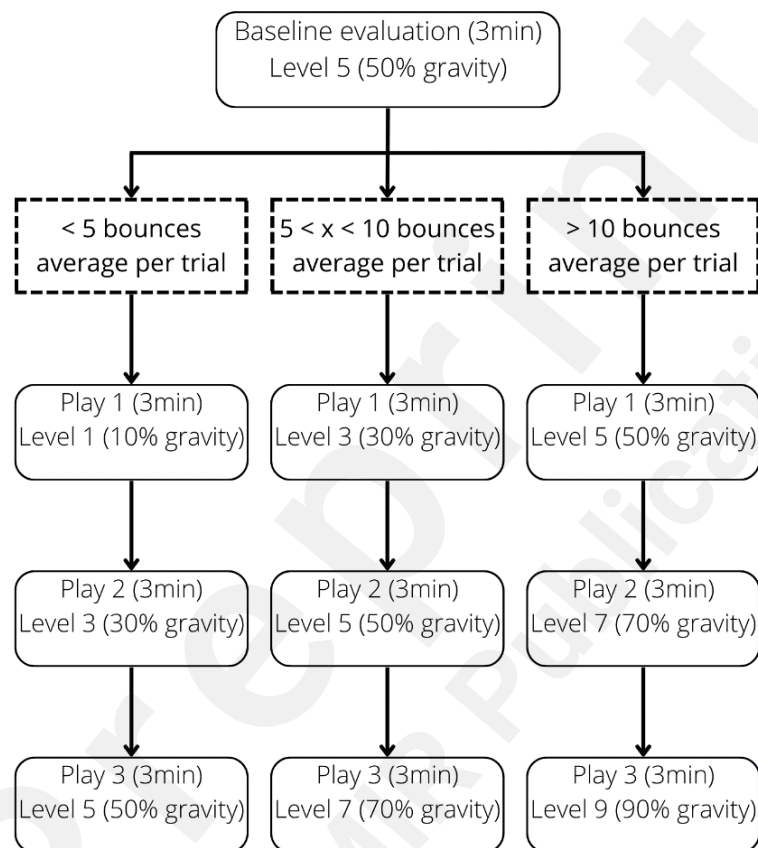 Baseline evaluation (3min)
Level 5 (50% gravity)
< 5 bounces
average per trial
5 < x < 10 bounces
average per trial
> 10 bounces
average per trial
Play 1 (3min)
Level 1 (10% gravity)
Play 1 (3min)
Level 3 (30% gravity)
Play 1 (3min)
Level 5 (50% gravity)
Play 2 (3min)
Level 3 (30% gravity)
Play 2 (3min)
Level 5 (50% gravity)
Play 2 (3min)
Level 7 (70% gravity)
Play 3 (3min)
Level 5 (50% gravity)
Play 3 (3min)
Level 7 (70% gravity)
Play 3 (3min)
Level 9 (90% gravity)
Preprint